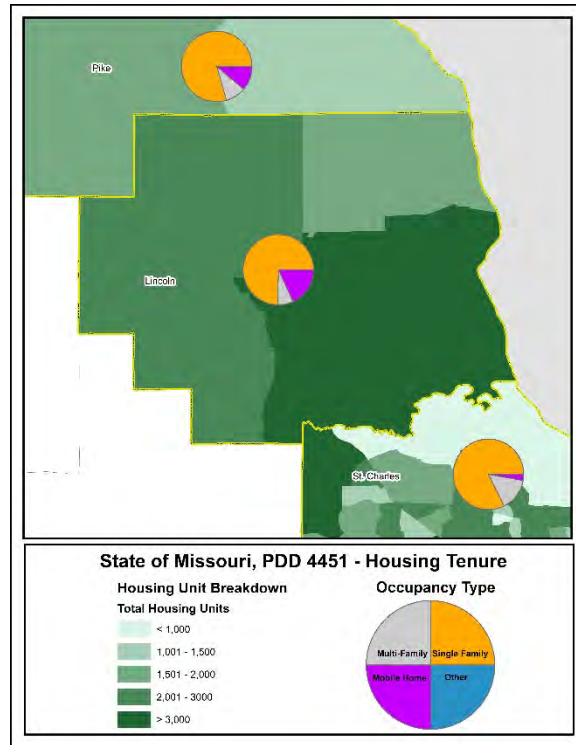 Pike
Lincoln
St. Charles
State of Missouri, PDD 4451 - Housing Tenure
Housing Unit Breakdown
Total Housing Units
< 1,000
1,001 - 1,500
1,501 - 2,000
2,001 - 3000
> 3,000
Occupancy Type
Multi-Family
Single Family
Mobile Home
Other